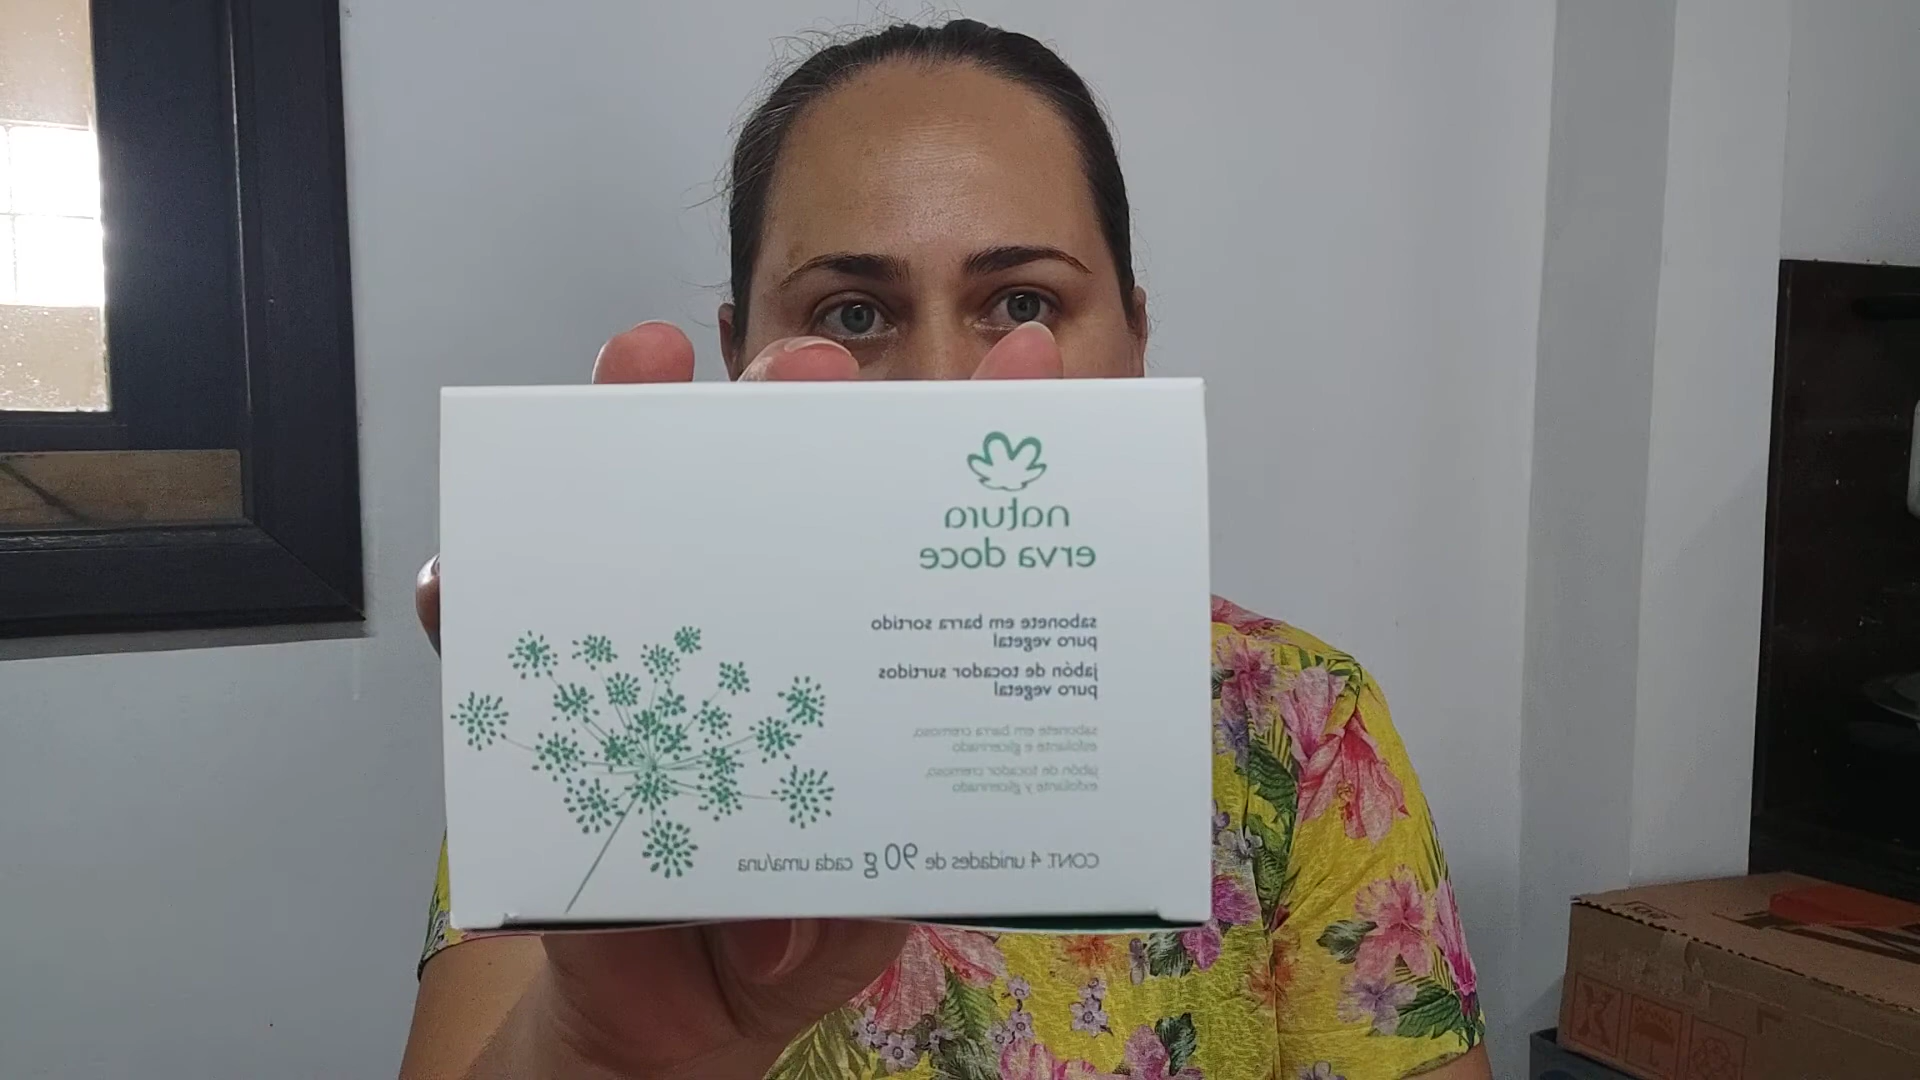 natura
erva doce
sabonete em barra sortido
puro vegetal
jabón de tocador surtidos
puro vegetal
sabonete em barra cremoso,
esfoliante e glicerinado
jabón de tocador cremoso,
exfoliante y glicerinado
CONT. 4 unidades de 90 g cada uma/una